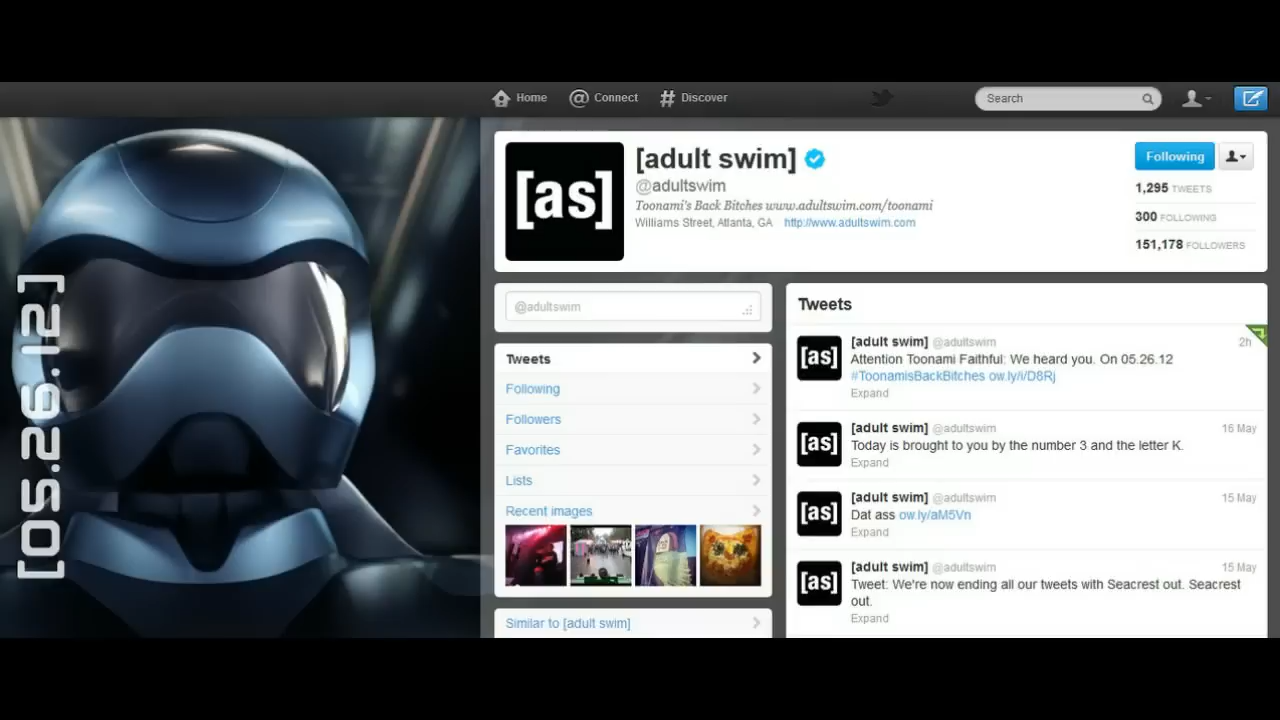 Home
Connect
Discover
Search
[05.26.12]
[as]
[adult swim]
@adultswim
Toonami's Back Bitches www.adultswim.com/toonami
Williams Street, Atlanta, GA http://www.adultswim.com
Following
1,295 TWEETS
300 FOLLOWING
151,178 FOLLOWERS
@adultswim
Tweets
Following
Followers
Favorites
Lists
Recent images
Similar to [adult swim]
Tweets
[as]
[adult swim] @adultswim 2h
Attention Toonami Faithful: We heard you. On 05.26.12
#ToonamisBackBitches ow.ly/i/D8Rj
Expand
[as]
[adult swim] @adultswim 16 May
Today is brought to you by the number 3 and the letter K.
Expand
[as]
[adult swim] @adultswim 15 May
Dat ass ow.ly/aM5Vn
Expand
[as]
[adult swim] @adultswim 15 May
Tweet: We're now ending all our tweets with Seacrest out. Seacrest
out.
Expand